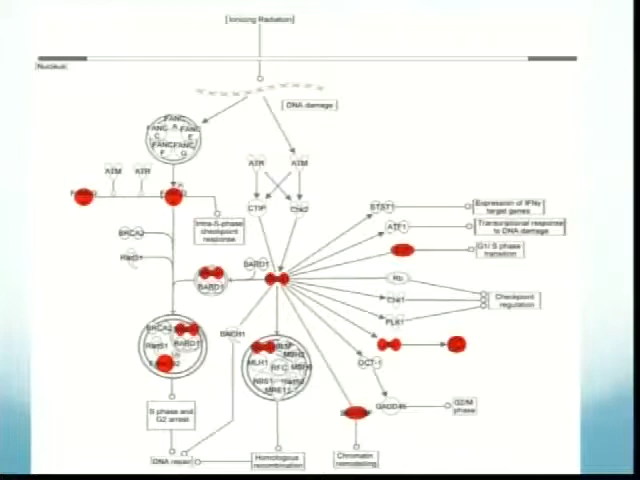 Ionizing Radiation
Nucleus
DNA damage
FANC
A
FANC
C
FANC
E
FANC
F
FANC
G
ATM
ATR
ATR
ATM
CTIP
Chk2
Intra-S-phase
checkpoint
response
BRCA2
Rad51
BARD1
BARD1
STAT1
Expression of IFNγ
target genes
ATF1
Transcriptional response
to DNA damage
G1/ S phase
transition
Rb
Chk1
PLK1
Checkpoint
regulation
BRCA2
Rad51
BARD1
BACH1
MLH1
RFC
MSH2
MSH6
NBS1
Rad50
MRE11
OCT-1
GADD45
G2/M
phase
S phase and
G2 arrest
DNA repair
Homologous
recombination
Chromatin
remodelling